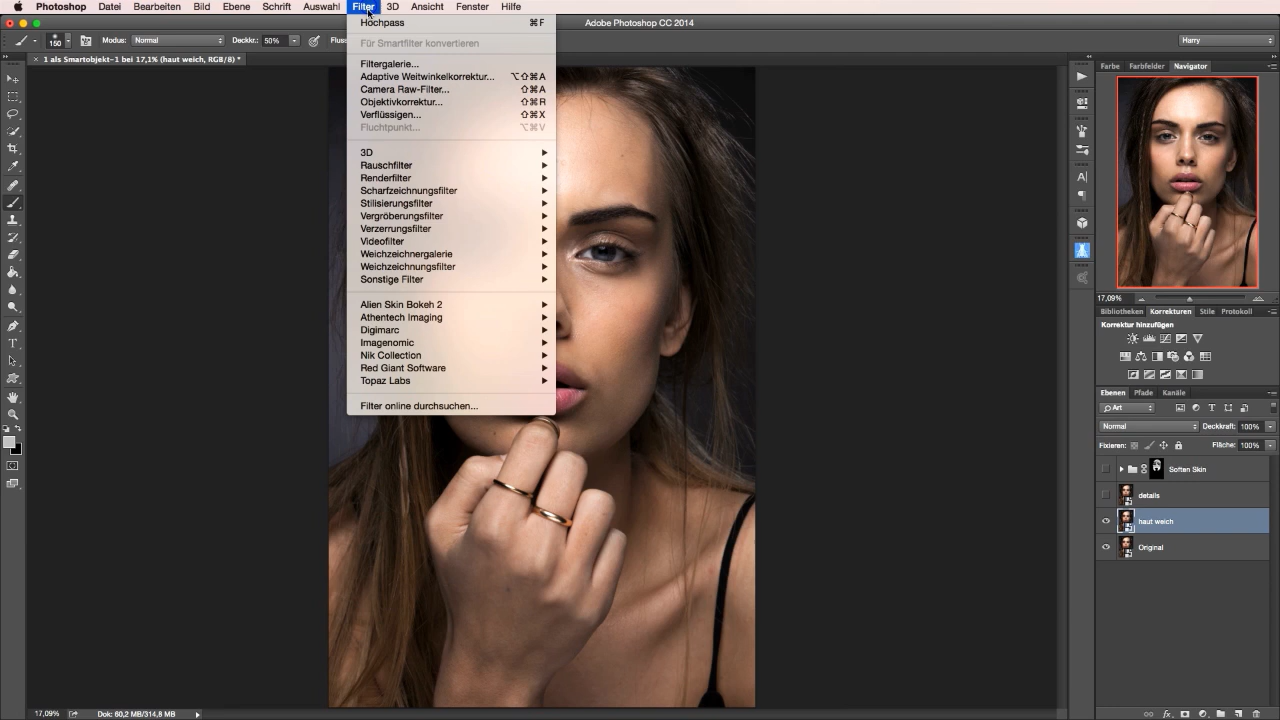 Photoshop Datei Bearbeiten Bild Ebene Schrift Auswahl Filter 3D Ansicht Fenster Hilfe
Adobe Photoshop CC 2014
150 Modus: Normal Deckkr.: 50% Fluss Harry
× 1 als Smartobjekt-1 bei 17,1% (haut weich, RGB/8) *
Hochpass ⌘F
Für Smartfilter konvertieren
Filtergalerie...
Adaptive Weitwinkelkorrektur... ⌥⇧⌘A
Camera Raw-Filter... ⇧⌘A
Objektivkorrektur... ⇧⌘R
Verflüssigen... ⇧⌘X
Fluchtpunkt... ⌥⌘V
3D
Rauschfilter
Renderfilter
Scharfzeichnungsfilter
Stilisierungsfilter
Vergröberungsfilter
Verzerrungsfilter
Videofilter
Weichzeichnergalerie
Weichzeichnungsfilter
Sonstige Filter
Alien Skin Bokeh 2
Athentech Imaging
Digimarc
Imagenomic
Nik Collection
Red Giant Software
Topaz Labs
Filter online durchsuchen...
Farbe Farbfelder Navigator
17,09%
Bibliotheken Korrekturen Stile Protokoll
Korrektur hinzufügen
Ebenen Pfade Kanäle
Art
Normal Deckkraft: 100%
Fixieren: Fläche: 100%
Soften Skin
details
haut weich
Original
17,09% Dok: 60,2 MB/314,8 MB
fx